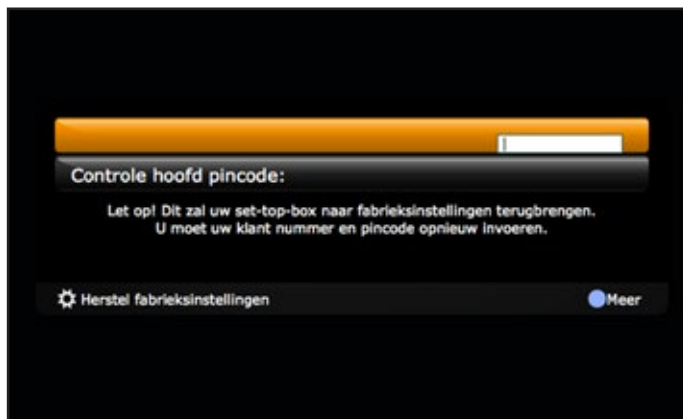 Controle hoofd pincode:
Let op! Dit zal uw set-top-box naar fabrieksinstellingen terugbrengen.
U moet uw klant nummer en pincode opnieuw invoeren.
Herstel fabrieksinstellingen
Meer